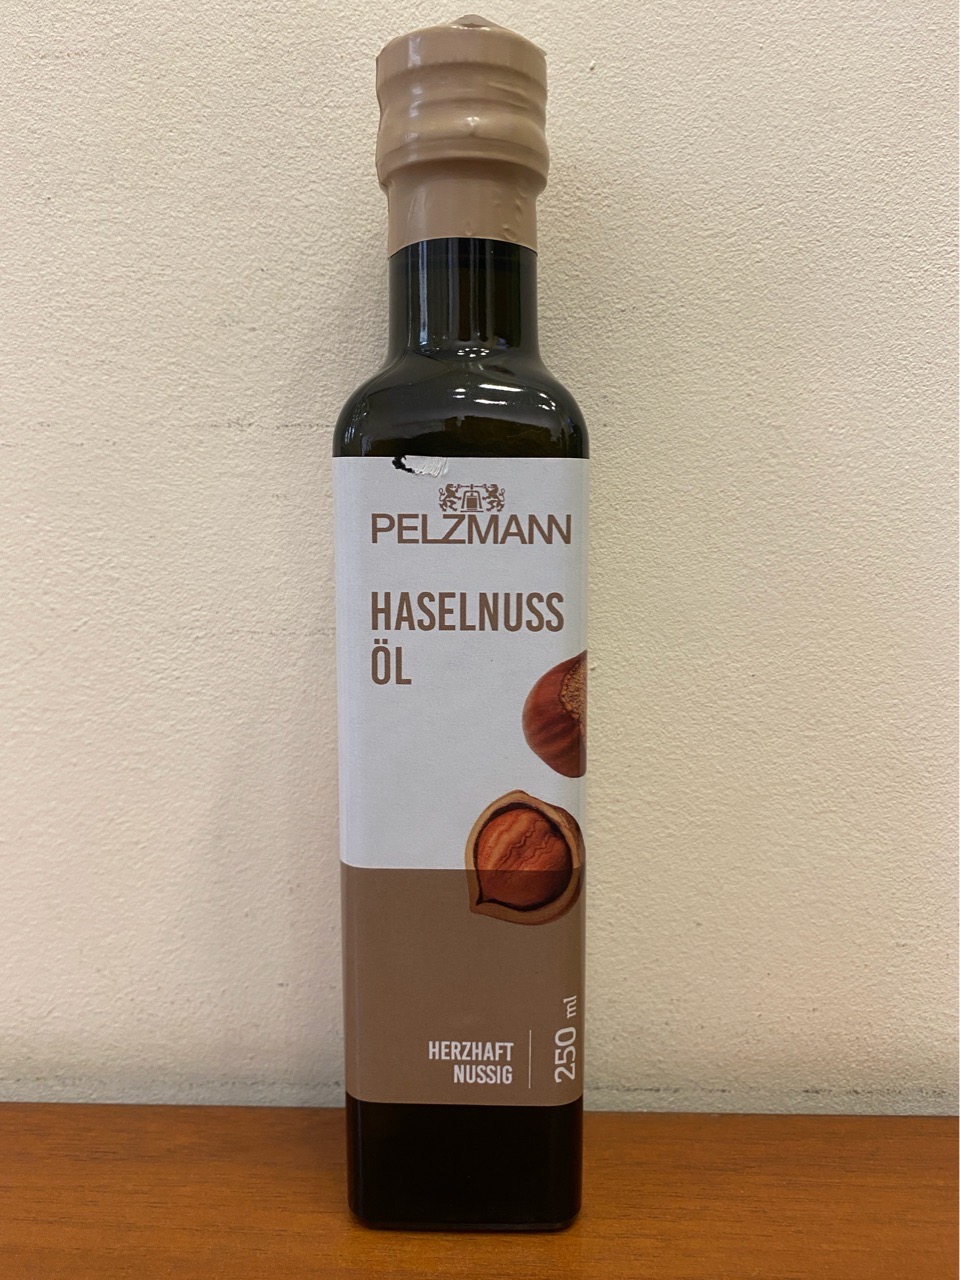 PELZMANN
HASELNUSS
ÖL
HERZHAFT
NUSSIG
250 ml